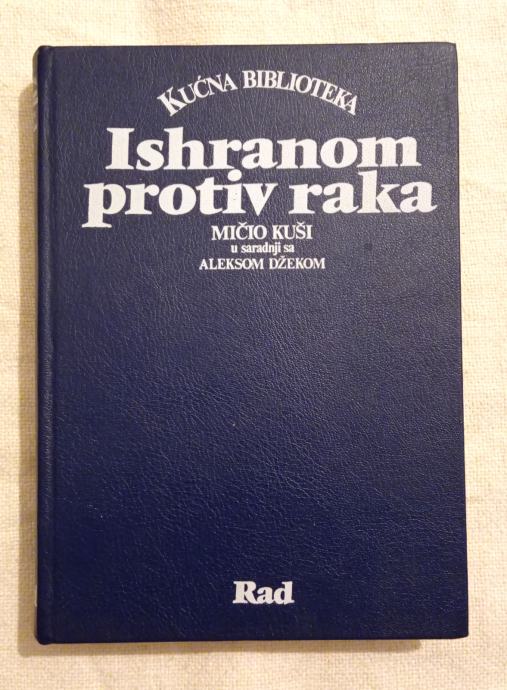 KUĆNA BIBLIOTEKA
Ishranom
protiv raka
MIČIO KUŠI
u saradnji sa
ALEKSOM DŽEKOM
Rad